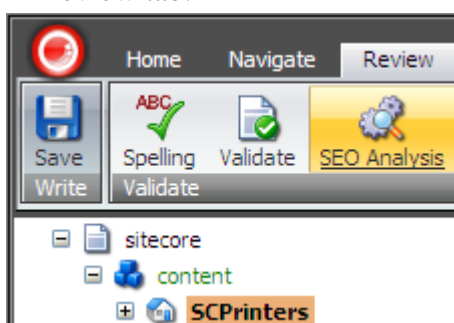 Home Navigate Review
ABC
Save Spelling Validate SEO Analysis
Write Validate
sitecore
content
SCPrinters